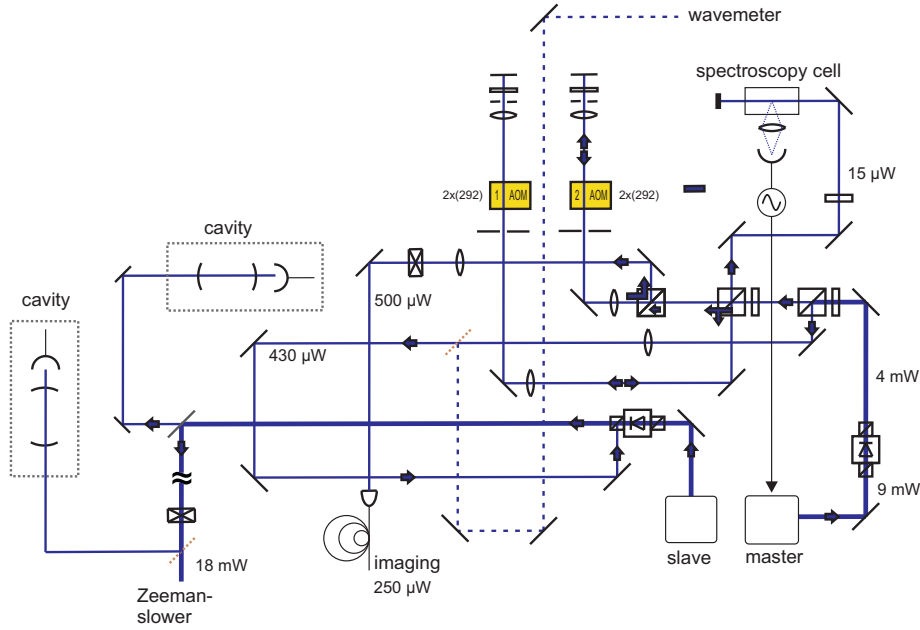 wavemeter
spectroscopy cell
15 µW
2x(292)
1 AOM
2 AOM
2x(292)
cavity
cavity
500 µW
430 µW
4 mW
9 mW
slave
master
imaging
250 µW
18 mW
Zeeman-
slower